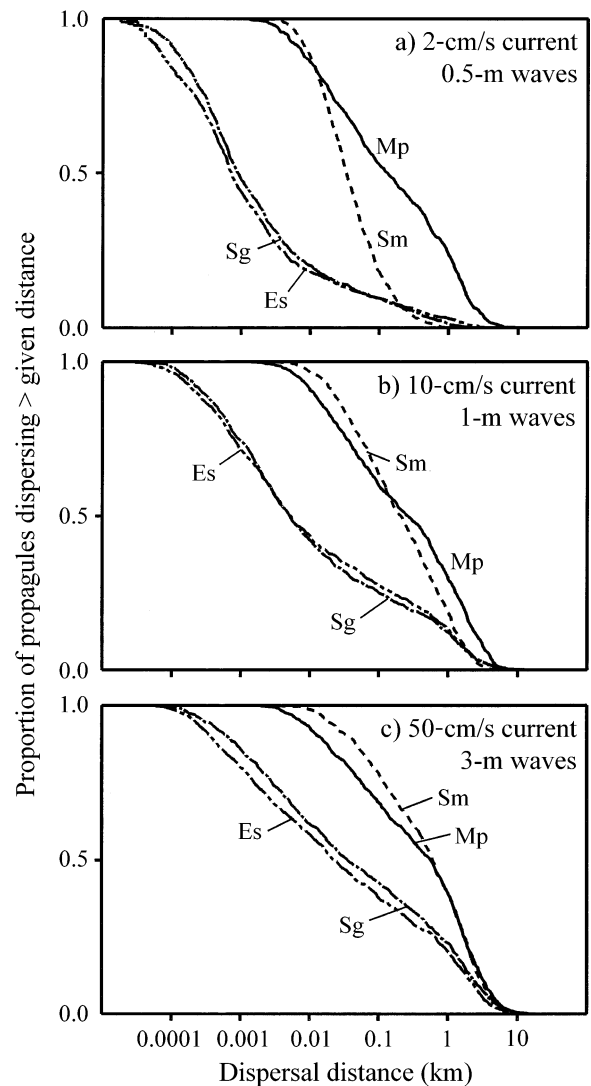 Proportion of propagules dispersing > given distance
1.0
0.5
0.0
a) 2-cm/s current
0.5-m waves
Mp
Sm
Sg
Es
1.0
0.5
0.0
b) 10-cm/s current
1-m waves
Sm
Es
Mp
Sg
1.0
0.5
0.0
c) 50-cm/s current
3-m waves
Sm
Mp
Es
Sg
0.0001 0.001 0.01 0.1 1 10
Dispersal distance (km)